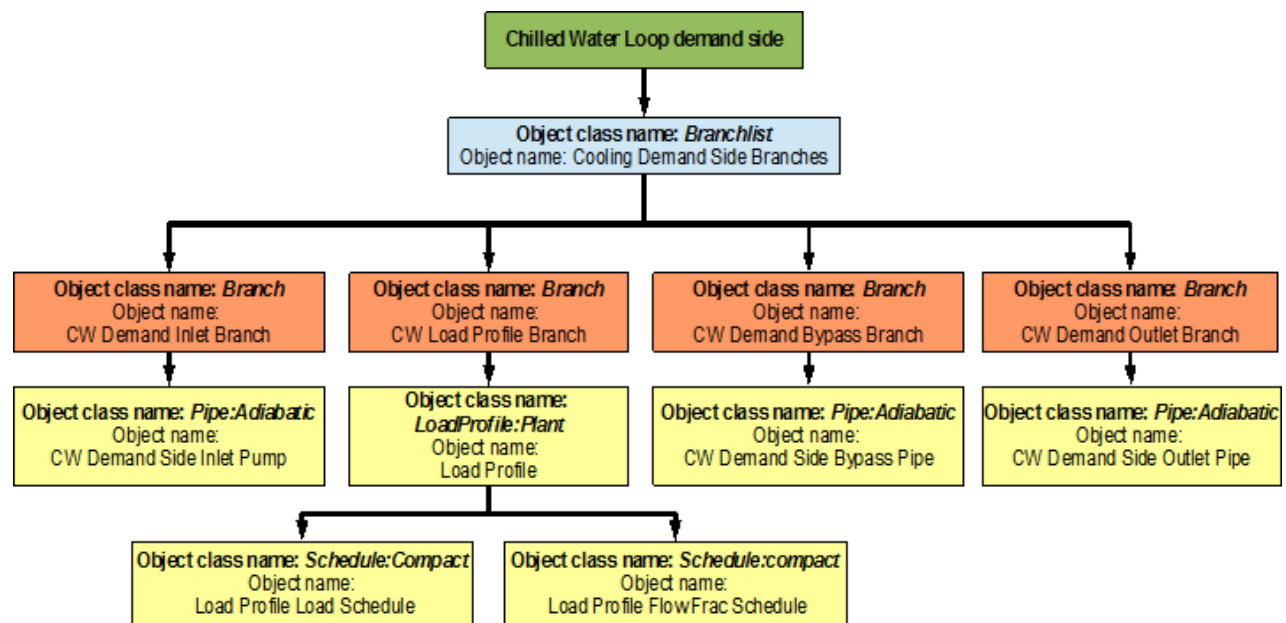 Chilled Water Loop demand side
Object class name: Branchlist
Object name: Cooling Demand Side Branches
Object class name: Branch
Object name:
CW Demand Inlet Branch
Object class name: Branch
Object name:
CW Load Profile Branch
Object class name: Branch
Object name:
CW Demand Bypass Branch
Object class name: Branch
Object name:
CW Demand Outlet Branch
Object class name: Pipe:Adiabatic
Object name:
CW Demand Side Inlet Pump
Object class name:
LoadProfile:Plant
Object name:
Load Profile
Object class name: Pipe:Adiabatic
Object name:
CW Demand Side Bypass Pipe
Object class name: Pipe:Adiabatic
Object name:
CW Demand Side Outlet Pipe
Object class name: Schedule:Compact
Object name:
Load Profile Load Schedule
Object class name: Schedule:compact
Object name:
Load Profile FlowFrac Schedule